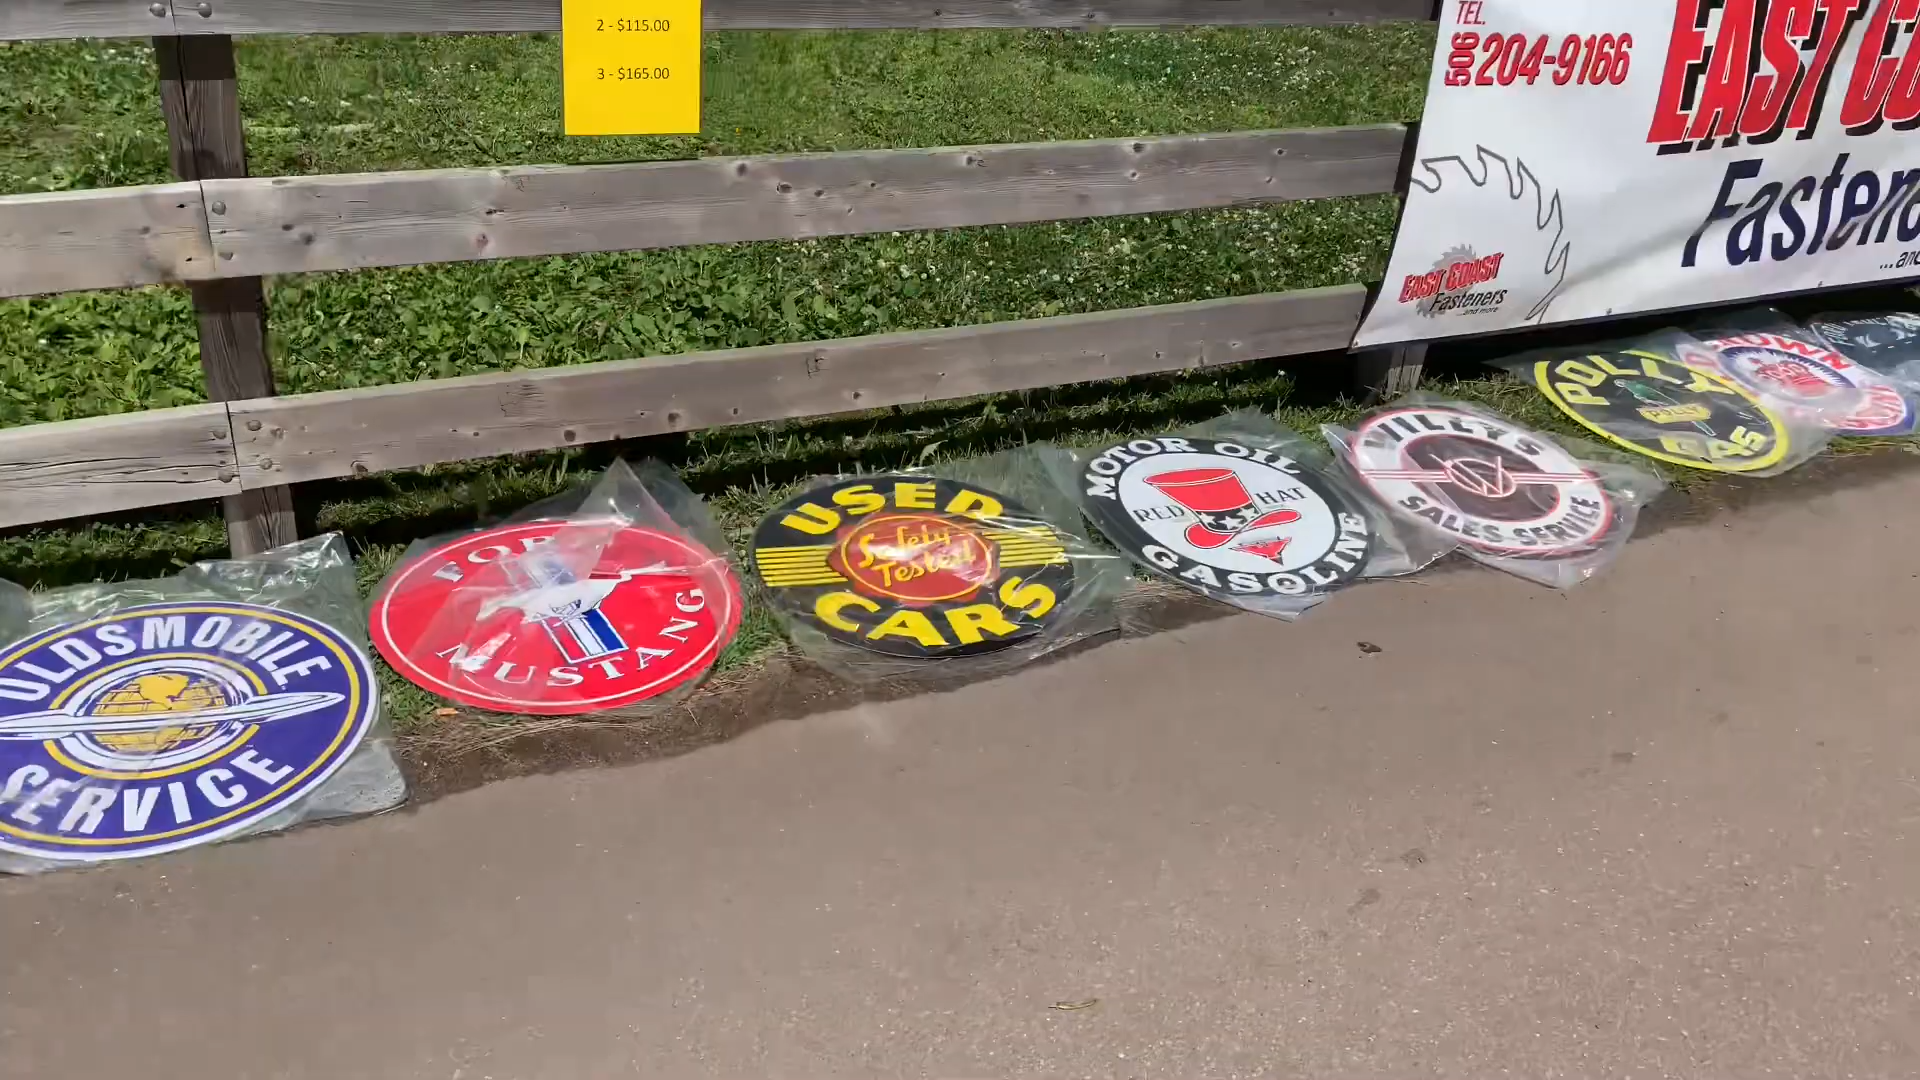 2 - $115.00
3 - $165.00
TEL.
506 204-9166
EAST
Fastene
...and
EAST COAST
Fasteners
...and more
OLDSMOBILE
SERVICE
FOR
MUSTANG
USED
Safety
Tested
CARS
MOTOR OIL
RED HAT
GASOLINE
WILLYS
SALES-SERVICE
POLLY
POLLY
GAS